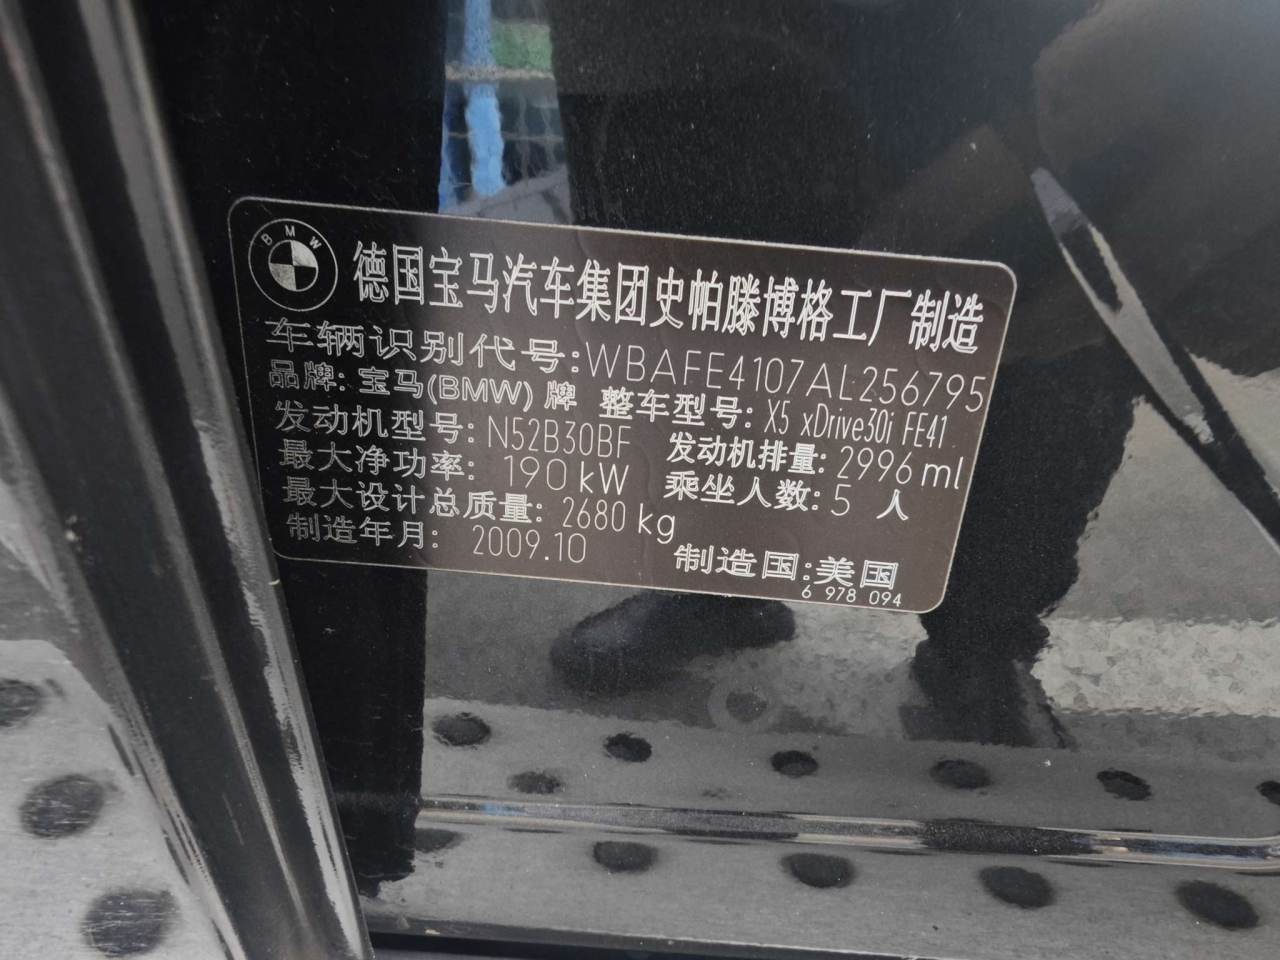 BMW
德国宝马汽车集团史帕滕博格工厂制造
车辆识别代号:WBAFE4107AL256795
品牌: 宝马(BMW) 牌 整车型号: X5 xDrive30i FE41
发动机型号: N52B30BF 发动机排量: 2996 ml
最大净功率: 190 kW 乘坐人数: 5 人
最大设计总质量: 2680 kg
制造年月: 2009.10 制造国:美国
6 978 094